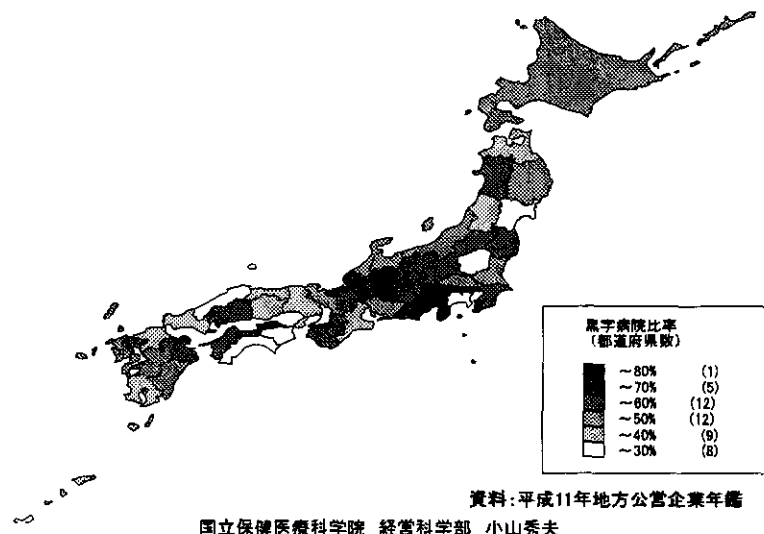 黒字病院比率
(都道府県数)
~80% (1)
~70% (5)
~60% (12)
~50% (12)
~40% (9)
~30% (8)
資料:平成11年地方公営企業年鑑
国立保健医療科学院 経営科学部 小山秀夫